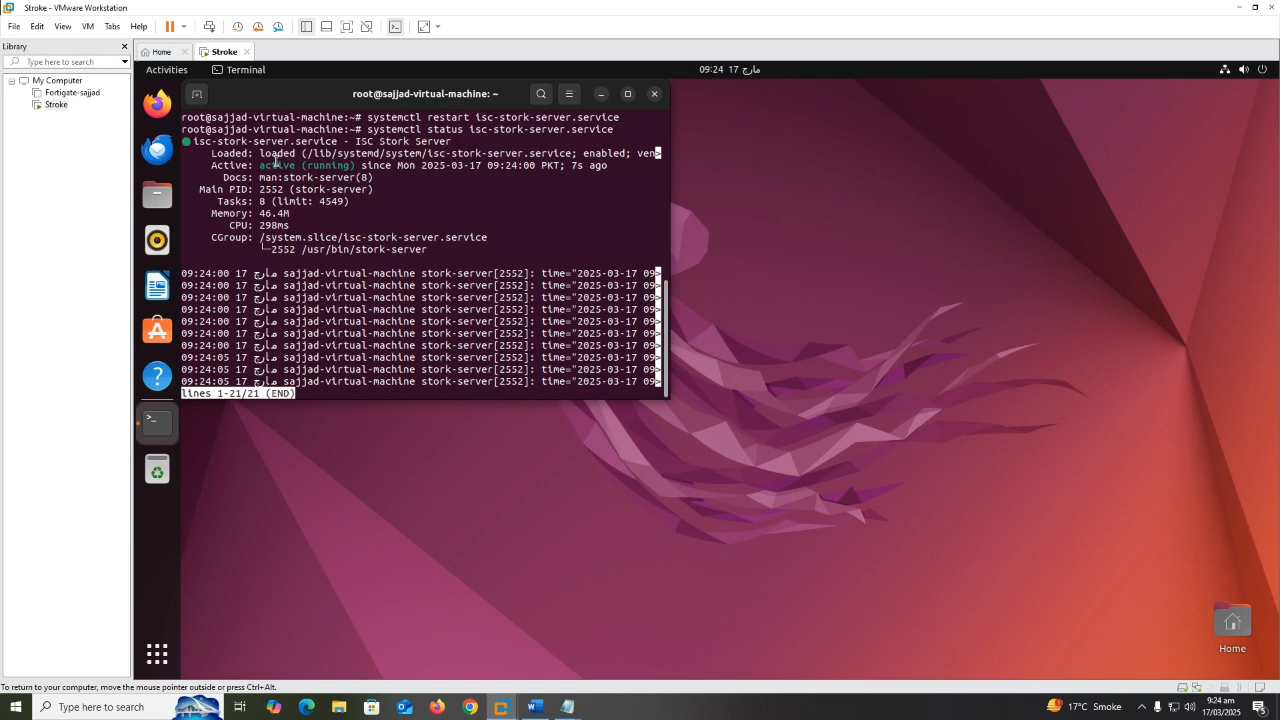 Stroke - VMware Workstation
File Edit View VM Tabs Help
Library
Type here to search
My Computer
Fortigate-sajjad
Stroke
Home Stroke
Activities Terminal 09:24 17 مارچ
root@sajjad-virtual-machine: ~
root@sajjad-virtual-machine:~# systemctl restart isc-stork-server.service
root@sajjad-virtual-machine:~# systemctl status isc-stork-server.service
isc-stork-server.service - ISC Stork Server
Loaded: loaded (/lib/systemd/system/isc-stork-server.service; enabled; ven>
Active: active (running) since Mon 2025-03-17 09:24:00 PKT; 7s ago
Docs: man:stork-server(8)
Main PID: 2552 (stork-server)
Tasks: 8 (limit: 4549)
Memory: 46.4M
CPU: 298ms
CGroup: /system.slice/isc-stork-server.service
└─2552 /usr/bin/stork-server
09:24:00 17 مارچ sajjad-virtual-machine stork-server[2552]: time="2025-03-17 09>
09:24:00 17 مارچ sajjad-virtual-machine stork-server[2552]: time="2025-03-17 09>
09:24:00 17 مارچ sajjad-virtual-machine stork-server[2552]: time="2025-03-17 09>
09:24:00 17 مارچ sajjad-virtual-machine stork-server[2552]: time="2025-03-17 09>
09:24:00 17 مارچ sajjad-virtual-machine stork-server[2552]: time="2025-03-17 09>
09:24:00 17 مارچ sajjad-virtual-machine stork-server[2552]: time="2025-03-17 09>
09:24:00 17 مارچ sajjad-virtual-machine stork-server[2552]: time="2025-03-17 09>
09:24:05 17 مارچ sajjad-virtual-machine stork-server[2552]: time="2025-03-17 09>
09:24:05 17 مارچ sajjad-virtual-machine stork-server[2552]: time="2025-03-17 09>
09:24:05 17 مارچ sajjad-virtual-machine stork-server[2552]: time="2025-03-17 09>
lines 1-21/21 (END)
Home
To return to your computer, move the mouse pointer outside or press Ctrl+Alt.
Type here to search
17°C Smoke
9:24 am
17/03/2025
5